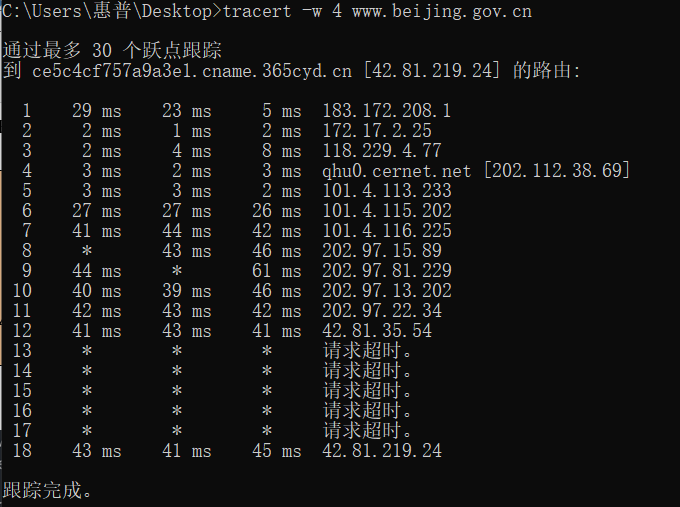 C:\Users\惠普\Desktop>tracert -w 4 www.beijing.gov.cn
通过最多 30 个跃点跟踪
到 ce5c4cf757a9a3e1.cname.365cyd.cn [42.81.219.24] 的路由:
1 29 ms 23 ms 5 ms 183.172.208.1
2 2 ms 1 ms 2 ms 172.17.2.25
3 2 ms 4 ms 8 ms 118.229.4.77
4 3 ms 2 ms 3 ms qhu0.cernet.net [202.112.38.69]
5 3 ms 3 ms 2 ms 101.4.113.233
6 27 ms 27 ms 26 ms 101.4.115.202
7 41 ms 44 ms 42 ms 101.4.116.225
8 * 43 ms 46 ms 202.97.15.89
9 44 ms * 61 ms 202.97.81.229
10 40 ms 39 ms 46 ms 202.97.13.202
11 42 ms 43 ms 42 ms 202.97.22.34
12 41 ms 43 ms 41 ms 42.81.35.54
13 * * * 请求超时。
14 * * * 请求超时。
15 * * * 请求超时。
16 * * * 请求超时。
17 * * * 请求超时。
18 43 ms 41 ms 45 ms 42.81.219.24
跟踪完成。